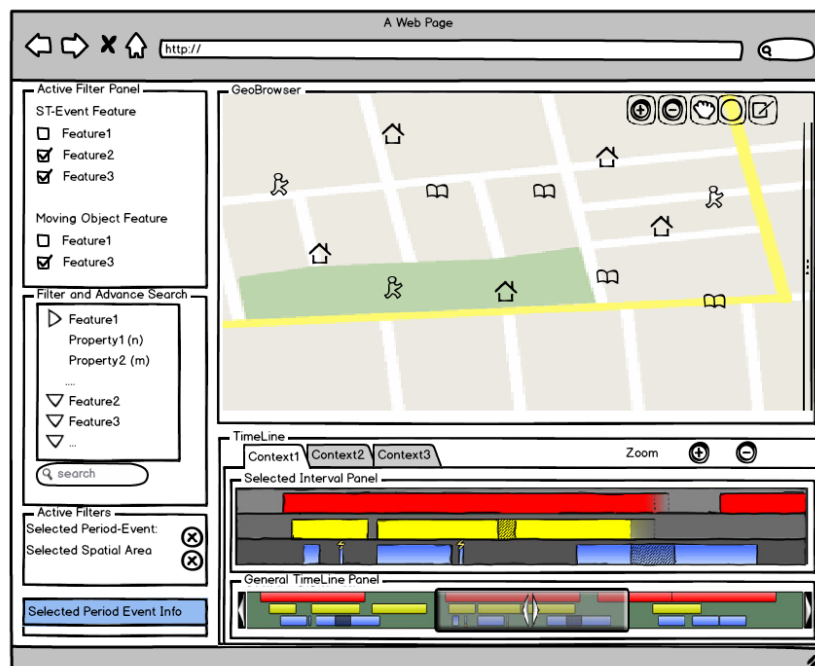 A Web Page
http://
Active Filter Panel
ST-Event Feature
Feature1
Feature2
Feature3
Moving Object Feature
Feature1
Feature3
Filter and Advance Search
Feature1
Property1 (n)
Property2 (m)
....
Feature2
Feature3
...
search
Active Filters
Selected Period-Event:
Selected Spatial Area
Selected Period Event Info
GeoBrowser
TimeLine
Context1 Context2 Context3 Zoom
Selected Interval Panel
General TimeLine Panel